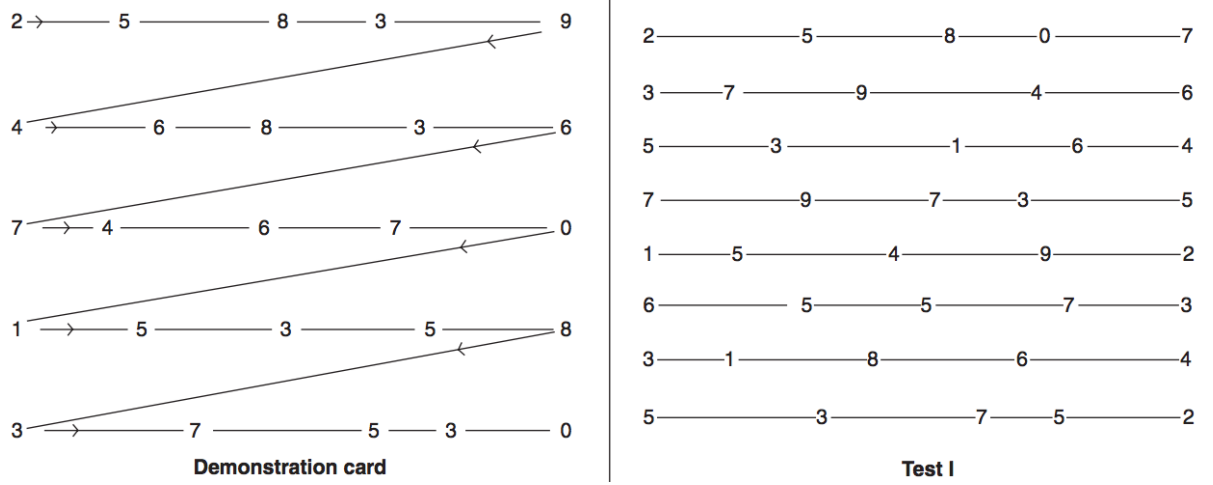 2 5 8 3 9
4 6 8 3 6
7 4 6 7 0
1 5 3 5 8
3 7 5 3 0
Demonstration card
2 5 8 0 7
3 7 9 4 6
5 3 1 6 4
7 9 7 3 5
1 5 4 9 2
6 5 5 7 3
3 1 8 6 4
5 3 7 5 2
Test I